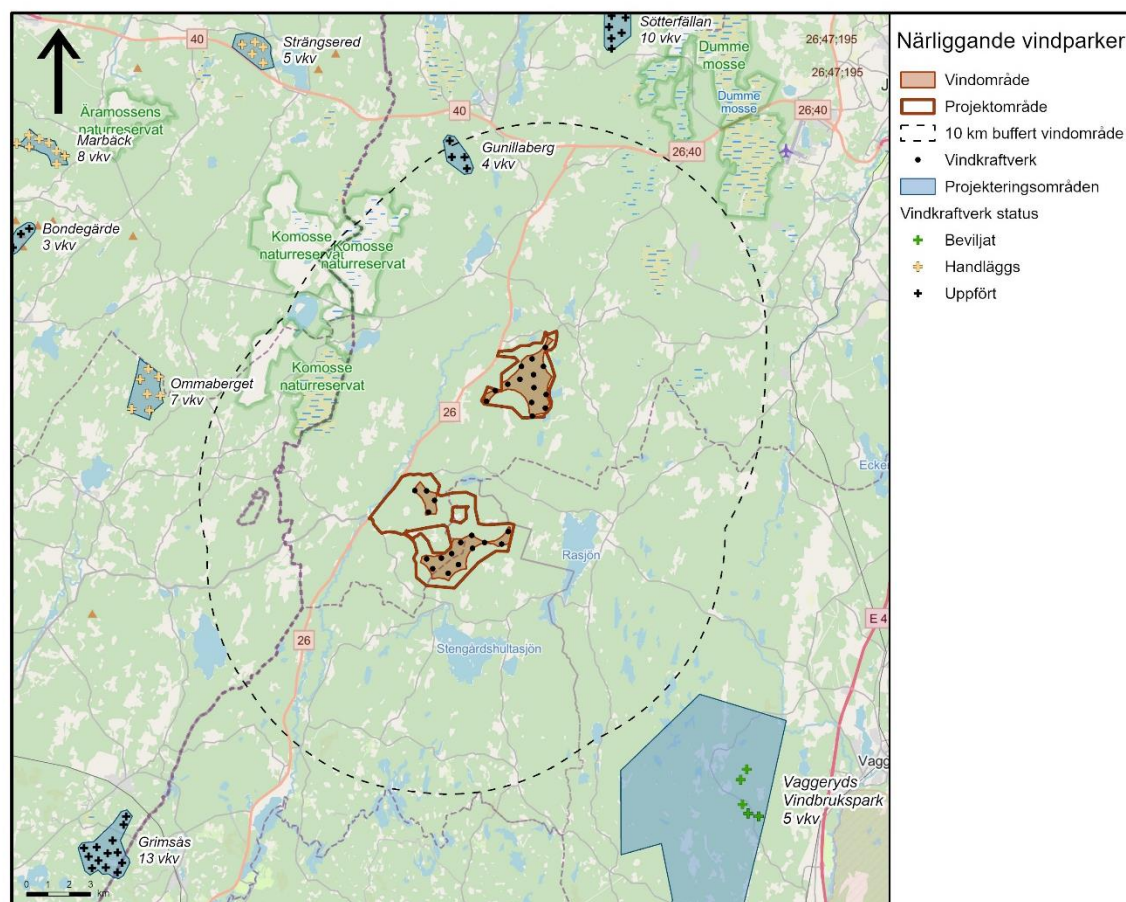 Sötterfällan
10 vkv
Strängsered
5 vkv
40
Dumme
mosse
26;47;195
26;47;195
J
Äramossens
naturreservat
Marbäck
8 vkv
40
Dumme
mosse
26;40
26;40
Gunillaberg
4 vkv
Bondegärde
3 vkv
Komosse
naturreservat
Komosse
naturreservat
Komosse
naturreservat
Ommaberget
7 vkv
26
Ecker
Rasjön
E 4
26
Stengårdshultasjön
Vagg
Vaggeryds
Vindbrukspark
5 vkv
Grimsås
13 vkv
0 1 2 3
km
Närliggande vindparker
Vindområde
Projektområde
10 km buffert vindområde
Vindkraftverk
Projekteringsområden
Vindkraftverk status
Beviljat
Handläggs
Uppfört